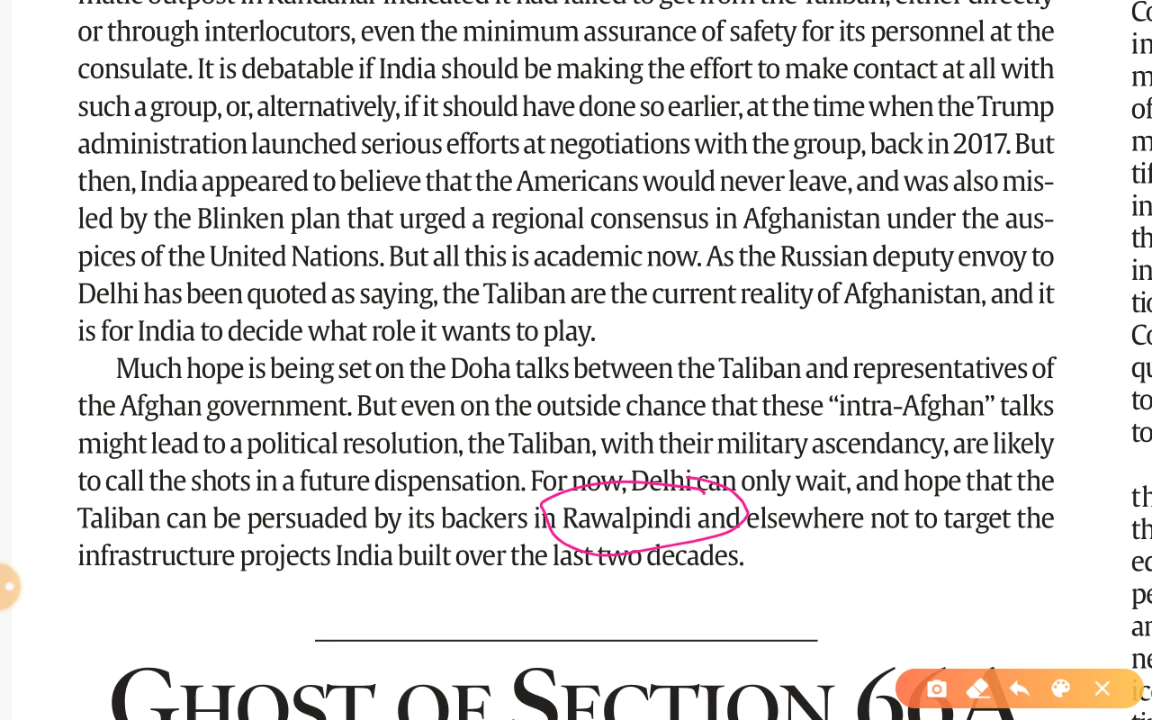 or through interlocutors, even the minimum assurance of safety for its personnel at the
consulate. It is debatable if India should be making the effort to make contact at all with
such a group, or, alternatively, if it should have done so earlier, at the time when the Trump
administration launched serious efforts at negotiations with the group, back in 2017. But
then, India appeared to believe that the Americans would never leave, and was also mis-
led by the Blinken plan that urged a regional consensus in Afghanistan under the aus-
pices of the United Nations. But all this is academic now. As the Russian deputy envoy to
Delhi has been quoted as saying, the Taliban are the current reality of Afghanistan, and it
is for India to decide what role it wants to play.
Much hope is being set on the Doha talks between the Taliban and representatives of
the Afghan government. But even on the outside chance that these “intra-Afghan” talks
might lead to a political resolution, the Taliban, with their military ascendancy, are likely
to call the shots in a future dispensation. For now, Delhi can only wait, and hope that the
Taliban can be persuaded by its backers in Rawalpindi and elsewhere not to target the
infrastructure projects India built over the last two decades.
GHOST OF SECTION 66A